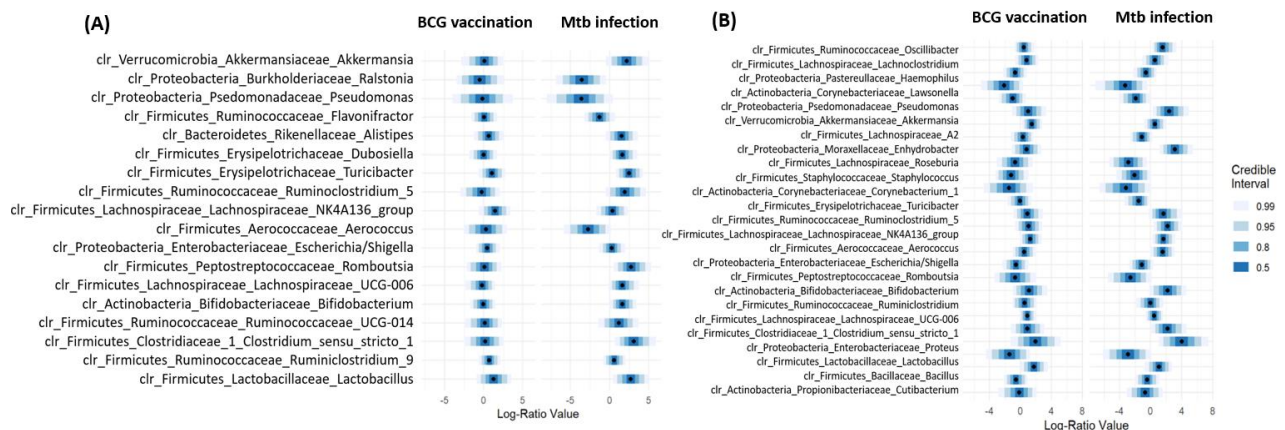 (A)
BCG vaccination Mtb infection
clr_Verrucomicrobia_Akkermansiaceae_Akkermansia
clr_Proteobacteria_Burkholderiaceae_Ralstonia
clr_Proteobacteria_Psedomonadaceae_Pseudomonas
clr_Firmicutes_Ruminococcaceae_Flavonifractor
clr_Bacteroidetes_Rikenellaceae_Alistipes
clr_Firmicutes_Erysipelotrichaceae_Dubosiella
clr_Firmicutes_Erysipelotrichaceae_Turicibacter
clr_Firmicutes_Ruminococcaceae_Ruminoclostridium_5
clr_Firmicutes_Lachnospiraceae_Lachnospiraceae_NK4A136_group
clr_Firmicutes_Aerococcaceae_Aerococcus
clr_Proteobacteria_Enterobacteriaceae_Escherichia/Shigella
clr_Firmicutes_Peptostreptococcaceae_Romboutsia
clr_Firmicutes_Lachnospiraceae_Lachnospiraceae_UCG-006
clr_Actinobacteria_Bifidobacteriaceae_Bifidobacterium
clr_Firmicutes_Ruminococcaceae_Ruminococcaceae_UCG-014
clr_Firmicutes_Clostridiaceae_1_Clostridium_sensu_stricto_1
clr_Firmicutes_Ruminococcaceae_Ruminiclostridium_9
clr_Firmicutes_Lactobacillaceae_Lactobacillus
-5 0 5 -5 0 5
Log-Ratio Value
(B)
BCG vaccination Mtb infection
clr_Firmicutes_Ruminococcaceae_Oscillibacter
clr_Firmicutes_Lachnospiraceae_Lachnoclostridium
clr_Proteobacteria_Pastereullaceae_Haemophilus
clr_Actinobacteria_Corynebacteriaceae_Lawsonella
clr_Proteobacteria_Psedomonadaceae_Pseudomonas
clr_Verrucomicrobia_Akkermansiaceae_Akkermansia
clr_Firmicutes_Lachnospiraceae_A2
clr_Proteobacteria_Moraxellaceae_Enhydrobacter
clr_Firmicutes_Lachnospiraceae_Roseburia
clr_Firmicutes_Staphylococcaceae_Staphylococcus
clr_Actinobacteria_Corynebacteriaceae_Corynebacterium_1
clr_Firmicutes_Erysipelotrichaceae_Turicibacter
clr_Firmicutes_Ruminococcaceae_Ruminoclostridium_5
clr_Firmicutes_Lachnospiraceae_Lachnospiraceae_NK4A136_group
clr_Firmicutes_Aerococcaceae_Aerococcus
clr_Proteobacteria_Enterobacteriaceae_Escherichia/Shigella
clr_Firmicutes_Peptostreptococcaceae_Romboutsia
clr_Actinobacteria_Bifidobacteriaceae_Bifidobacterium
clr_Firmicutes_Ruminococcaceae_Ruminiclostridium
clr_Firmicutes_Lachnospiraceae_Lachnospiraceae_UCG-006
clr_Firmicutes_Clostridiaceae_1_Clostridium_sensu_stricto_1
clr_Proteobacteria_Enterobacteriaceae_Proteus
clr_Firmicutes_Lactobacillaceae_Lactobacillus
clr_Firmicutes_Bacillaceae_Bacillus
clr_Actinobacteria_Propionibacteriaceae_Cutibacterium
-4 0 4 8 -4 0 4 8
Log-Ratio Value
Credible
Interval
0.99
0.95
0.8
0.5